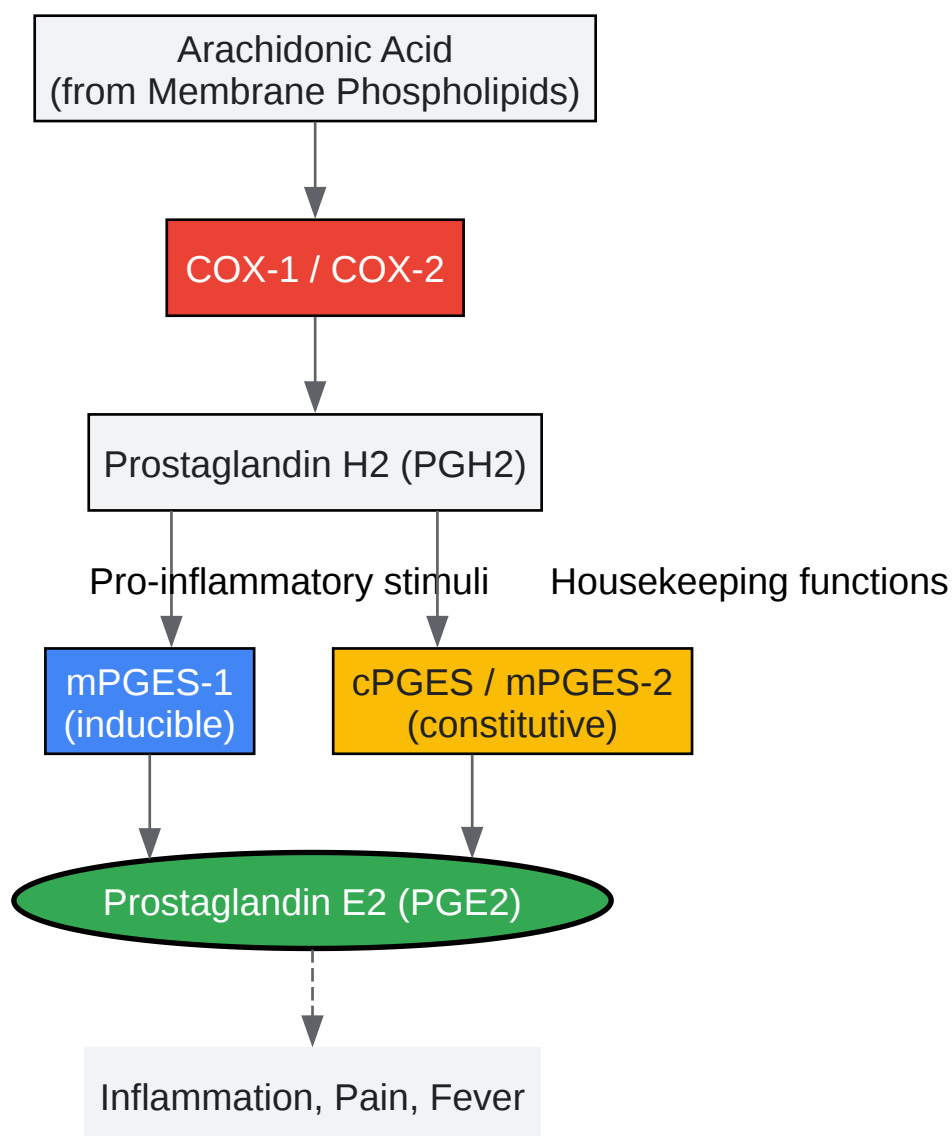 Arachidonic Acid
(from Membrane Phospholipids)
COX-1 / COX-2
Prostaglandin H2 (PGH2)
Pro-inflammatory stimuli
Housekeeping functions
mPGES-1
(inducible)
cPGES / mPGES-2
(constitutive)
Prostaglandin E2 (PGE2)
Inflammation, Pain, Fever